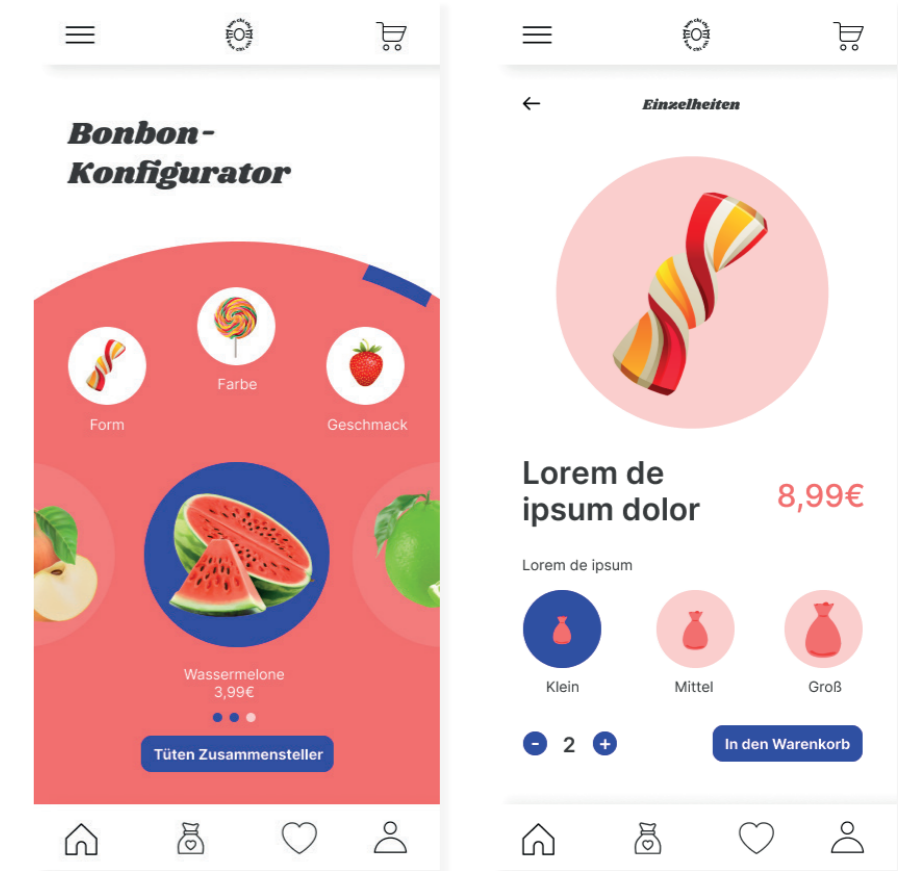 Bonbon-
Konfigurator
Farbe
Form
Geschmack
Wassermelone
3,99€
Tüten Zusammensteller
Einzelheiten
Lorem de
ipsum dolor
8,99€
Lorem de ipsum
Klein
Mittel
Groß
- 2 +
In den Warenkorb